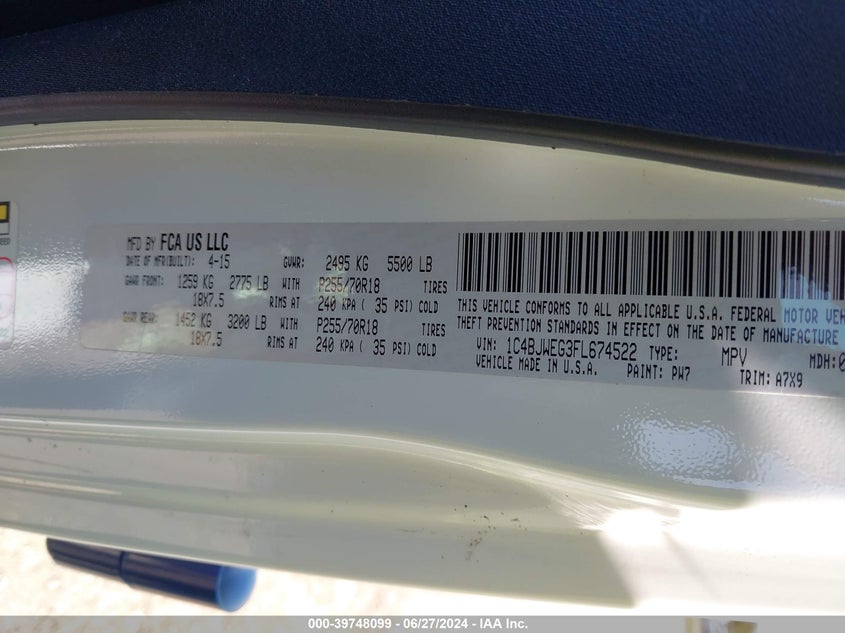 MFD BY FCA US LLC
DATE OF MFR(BUILT): 4-15 GVWR: 2495 KG 5500 LB
GAWR FRONT: 1259 KG 2775 LB WITH P255/70R18 TIRES
18X7.5 RIMS AT 240 KPA ( 35 PSI) COLD
GAWR REAR: 1452 KG 3200 LB WITH P255/70R18 TIRES
18X7.5 RIMS AT 240 KPA ( 35 PSI) COLD
THIS VEHICLE CONFORMS TO ALL APPLICABLE U.S.A. FEDERAL MOTOR VEH
THEFT PREVENTION STANDARDS IN EFFECT ON THE DATE OF MANUFACTURE
VIN: 1C4BJWEG3FL674522 TYPE: MPV MDH:0
VEHICLE MADE IN U.S.A. PAINT: PW7 TRIM: A7X9
000-39748099 - 06/27/2024 - IAA Inc.